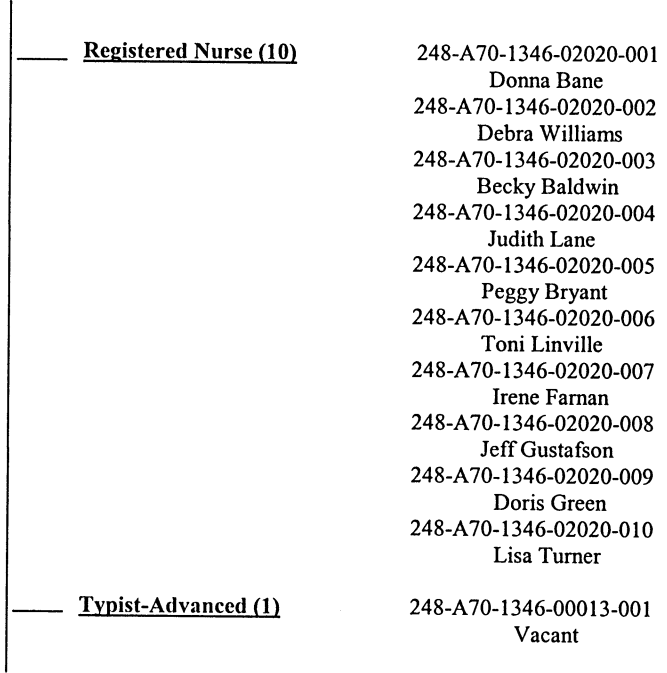 Registered Nurse (10) 248-A70-1346-02020-001
Donna Bane
248-A70-1346-02020-002
Debra Williams
248-A70-1346-02020-003
Becky Baldwin
248-A70-1346-02020-004
Judith Lane
248-A70-1346-02020-005
Peggy Bryant
248-A70-1346-02020-006
Toni Linville
248-A70-1346-02020-007
Irene Farnan
248-A70-1346-02020-008
Jeff Gustafson
248-A70-1346-02020-009
Doris Green
248-A70-1346-02020-010
Lisa Turner
Typist-Advanced (1) 248-A70-1346-00013-001
Vacant